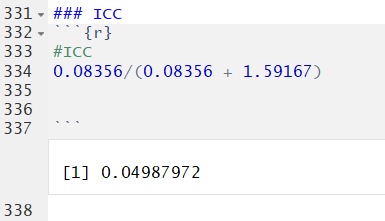 331 ### ICC
332 ```{r}
333 #ICC
334 0.08356/(0.08356 + 1.59167)
335
336
337 ```
[1] 0.04987972
338